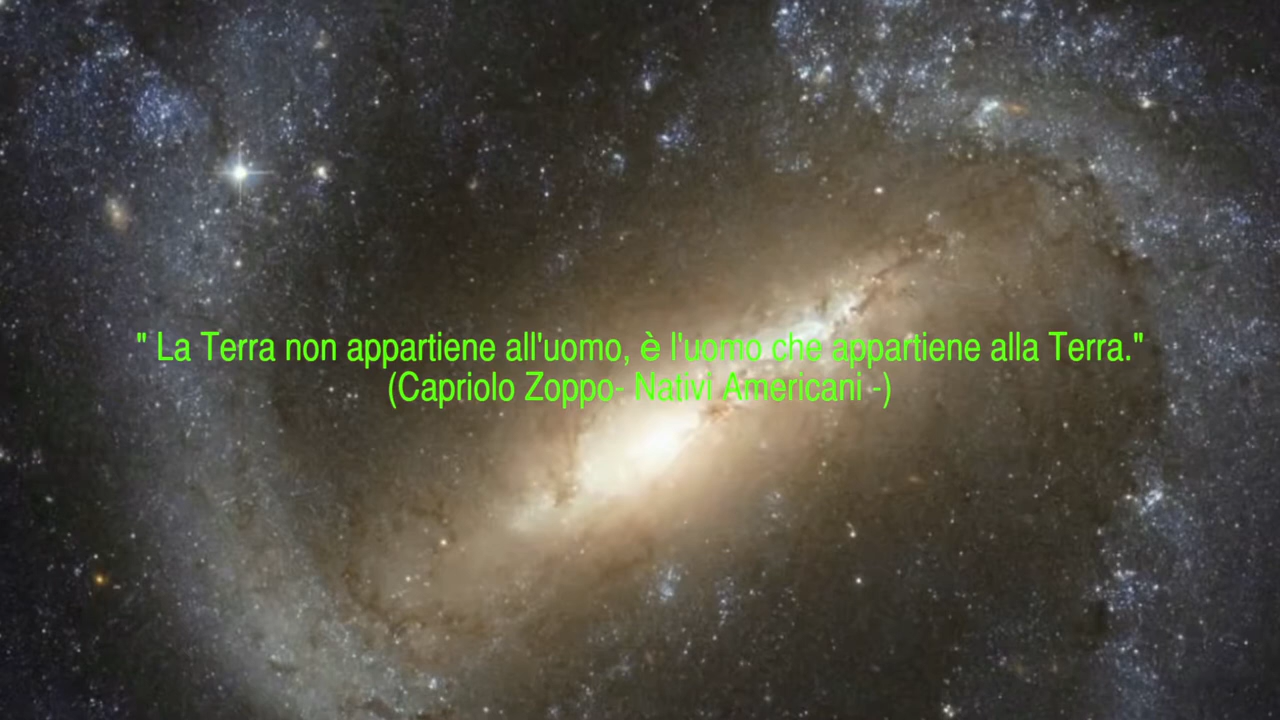 " La Terra non appartiene all'uomo, è l'uomo che appartiene alla Terra."
(Capriolo Zoppo- Nativi Americani -)